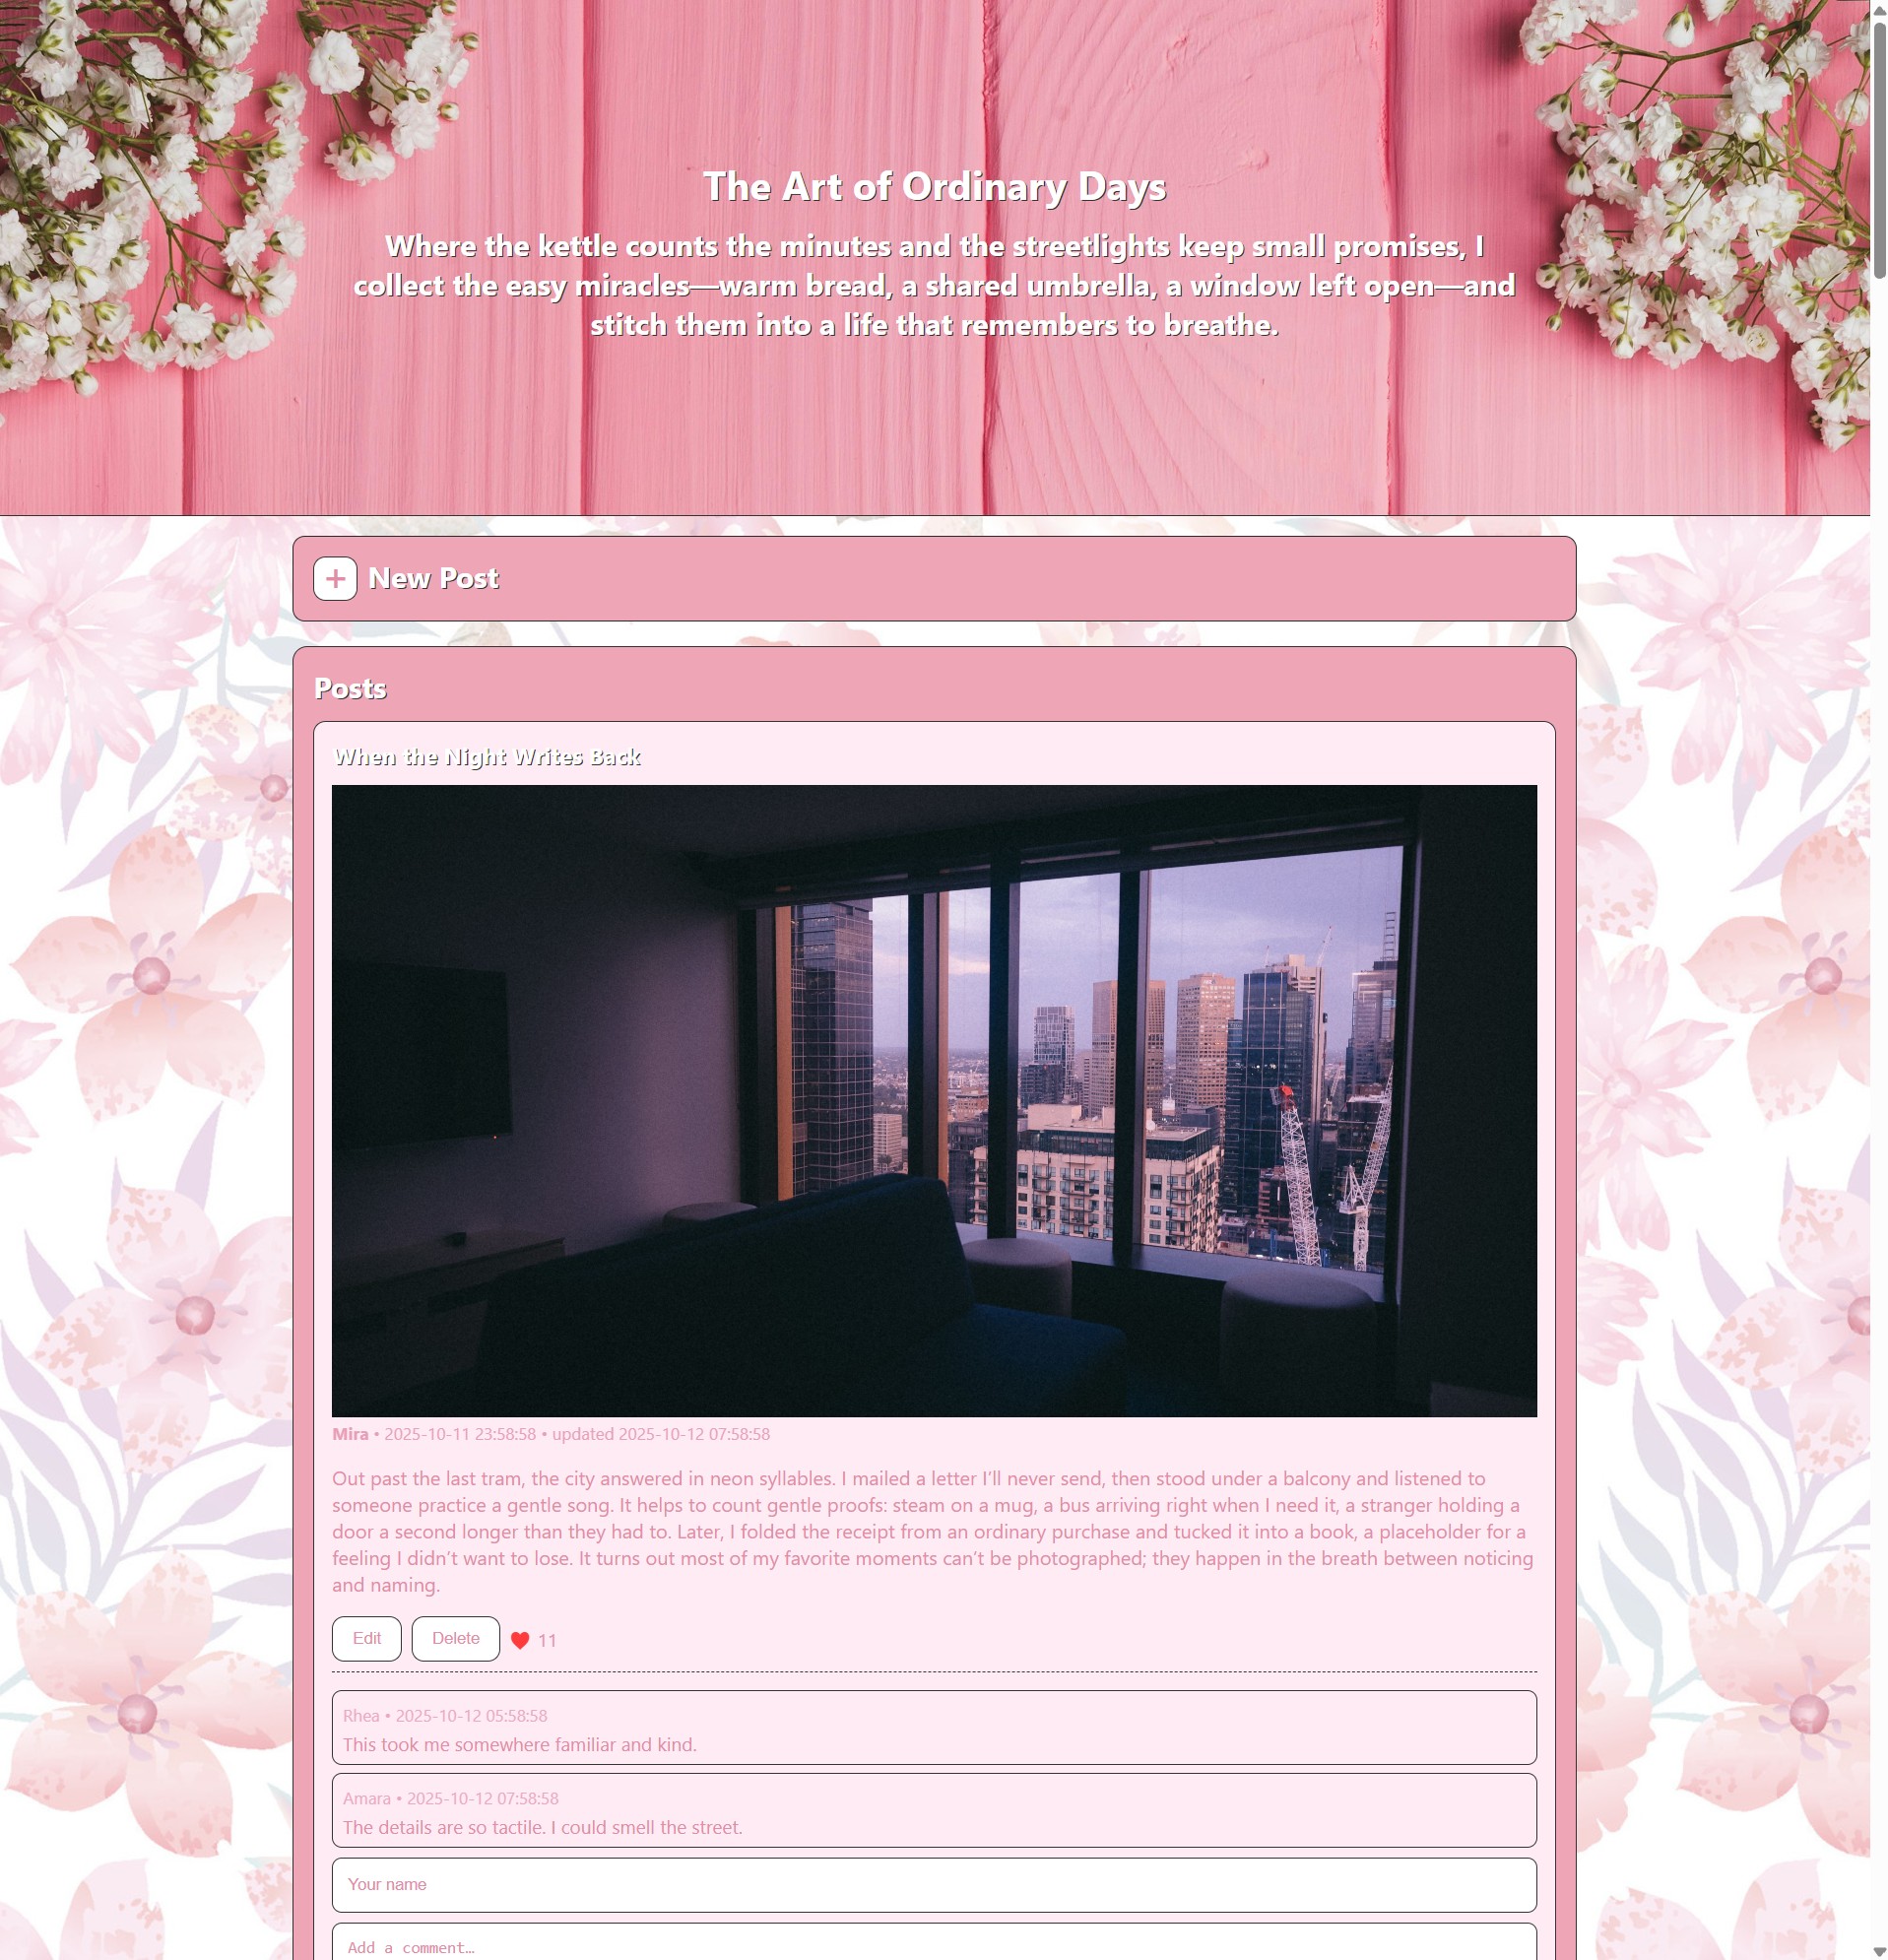 The Art of Ordinary Days
Where the kettle counts the minutes and the streetlights keep small promises, I
collect the easy miracles—warm bread, a shared umbrella, a window left open—and
stitch them into a life that remembers to breathe.
+ New Post
Posts
When the Night Writes Back
Mira • 2025-10-11 23:58:58 • updated 2025-10-12 07:58:58
Out past the last tram, the city answered in neon syllables. I mailed a letter I’ll never send, then stood under a balcony and listened to
someone practice a gentle song. It helps to count gentle proofs: steam on a mug, a bus arriving right when I need it, a stranger holding a
door a second longer than they had to. Later, I folded the receipt from an ordinary purchase and tucked it into a book, a placeholder for a
feeling I didn’t want to lose. It turns out most of my favorite moments can’t be photographed; they happen in the breath between noticing
and naming.
Edit Delete ❤️ 11
Rhea • 2025-10-12 05:58:58
This took me somewhere familiar and kind.
Amara • 2025-10-12 07:58:58
The details are so tactile. I could smell the street.
Your name
Add a comment…